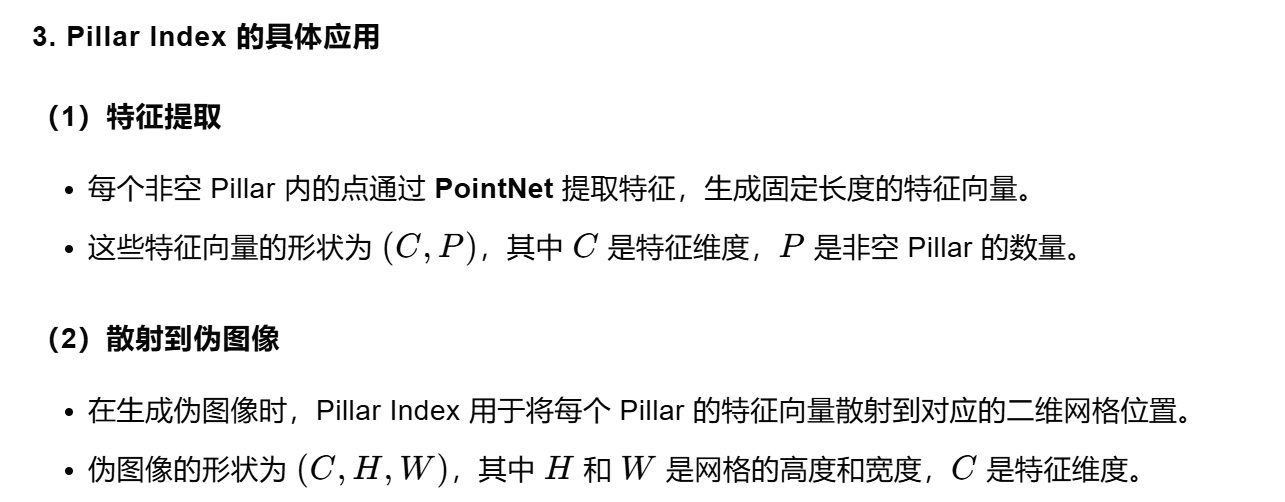 3. Pillar Index 的具体应用
（1）特征提取
• 每个非空 Pillar 内的点通过 PointNet 提取特征，生成固定长度的特征向量。
• 这些特征向量的形状为 (C, P)，其中 C 是特征维度，P 是非空 Pillar 的数量。
（2）散射到伪图像
• 在生成伪图像时，Pillar Index 用于将每个 Pillar 的特征向量散射到对应的二维网格位置。
• 伪图像的形状为 (C, H, W)，其中 H 和 W 是网格的高度和宽度，C 是特征维度。